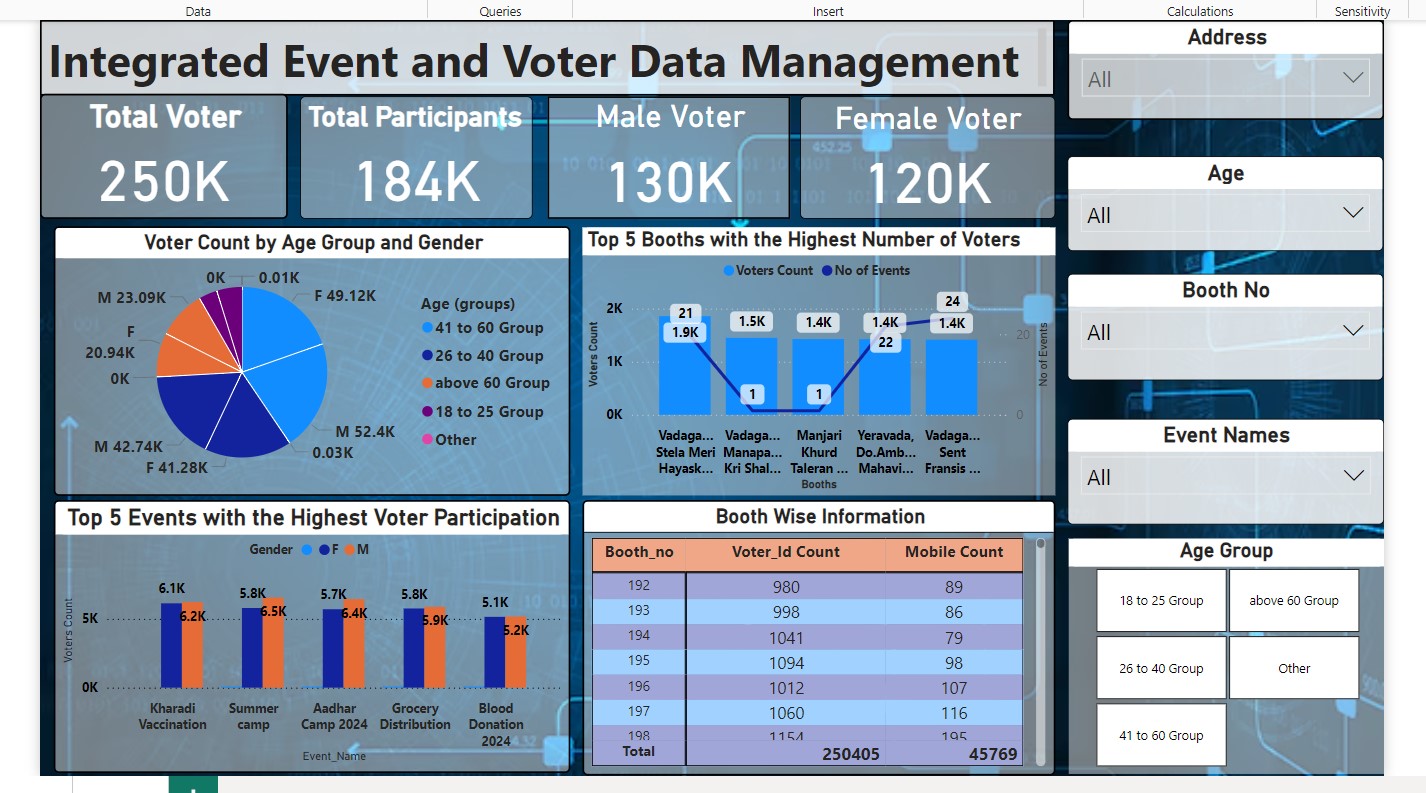 Data
Queries
Insert
Calculations
Sensitivity
Integrated Event and Voter Data Management
Total Voter
250K
Total Participants
184K
Male Voter
130K
Female Voter
120K
Voter Count by Age Group and Gender
0K
0.01K
M 23.09K
F 49.12K
F
20.94K
0K
M 42.74K
F 41.28K
0.03K
M 52.4K
Age (groups)
41 to 60 Group
26 to 40 Group
above 60 Group
18 to 25 Group
Other
Top 5 Booths with the Highest Number of Voters
Voters Count
No of Events
Voters Count
2K
1K
0K
21
1.9K
1.5K
1
1.4K
1
1.4K
22
24
1.4K
20
0
No of Events
Vadaga...
Stela Meri
Hayask...
Vadaga...
Manapa...
Kri Shal...
Manjari
Khurd
Taleran ...
Yeravada,
Do.Amb...
Mahavi...
Vadaga...
Sent
Fransis ...
Booths
Top 5 Events with the Highest Voter Participation
Gender F M
Voters Count
5K
0K
6.1K
6.2K
5.8K
6.5K
5.7K
6.4K
5.8K
5.9K
5.1K
5.2K
Kharadi
Vaccination
Summer
camp
Aadhar
Camp 2024
Grocery
Distribution
Blood
Donation
2024
Event_Name
Booth Wise Information
Booth_no Voter_Id Count Mobile Count
192 980 89
193 998 86
194 1041 79
195 1094 98
196 1012 107
197 1060 116
198 1154 195
Total 250405 45769
Address
All
Age
All
Booth No
All
Event Names
All
Age Group
18 to 25 Group
above 60 Group
26 to 40 Group
Other
41 to 60 Group
452.25